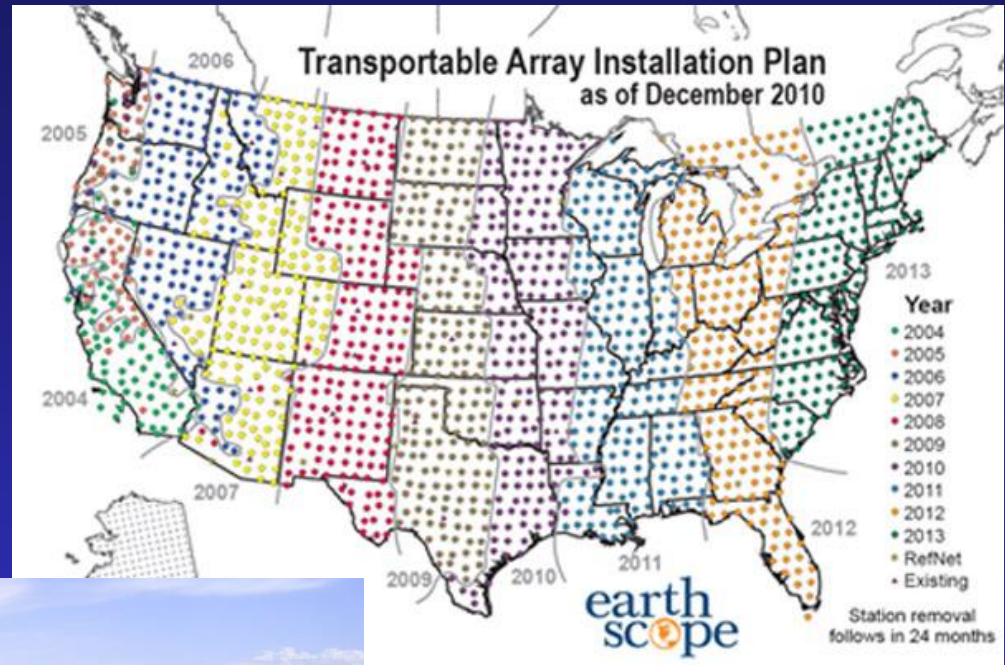 Transportable Array Installation Plan
as of December 2010
2006
2005
2004
2007
2009
2010
2011
2012
2013
Year
2004
2005
2006
2007
2008
2009
2010
2011
2012
2013
RefNet
Existing
earth
scope
Station removal
follows in 24 months